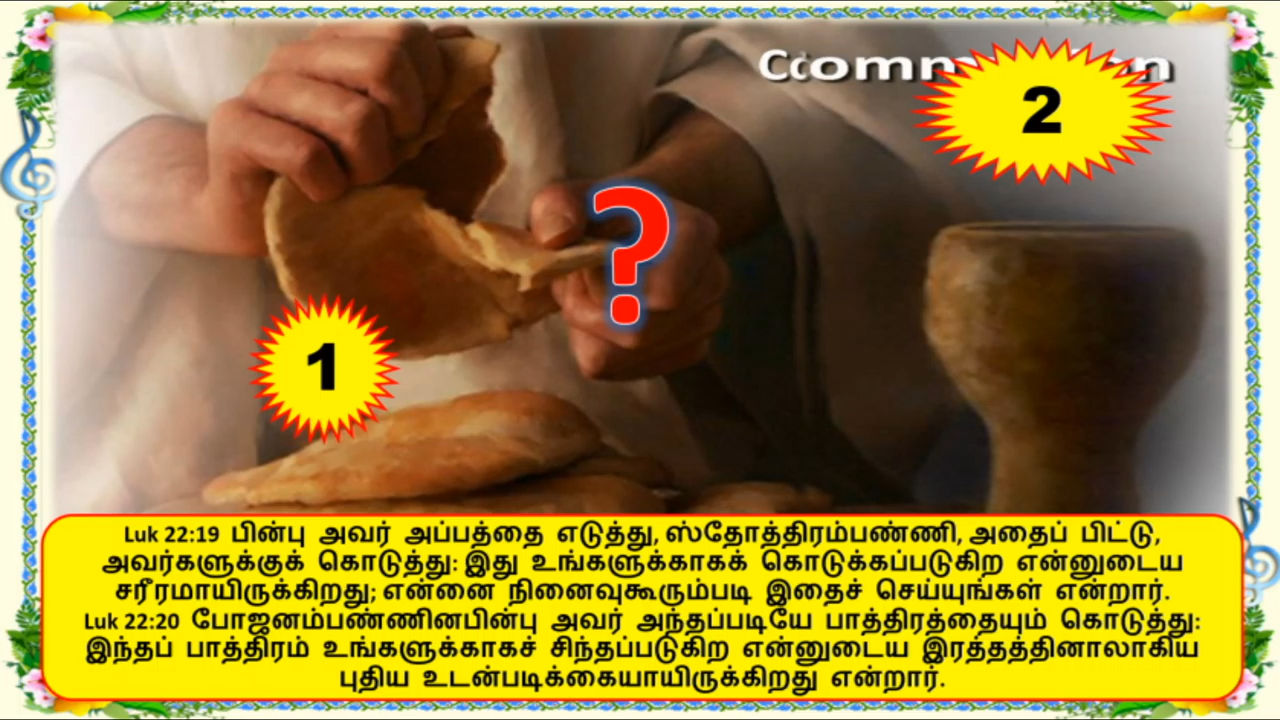 2
?
1
Luk 22:19 பின்பு அவர் அப்பத்தை எடுத்து, ஸ்தோத்திரம்பண்ணி, அதைப் பிட்டு,
அவர்களுக்குக் கொடுத்து: இது உங்களுக்காகக் கொடுக்கப்படுகிற என்னுடைய
சரீரமாயிருக்கிறது; என்னை நினைவுகூரும்படி இதைச் செய்யுங்கள் என்றார்.
Luk 22:20 போஜனம்பண்ணினபின்பு அவர் அந்தப்படியே பாத்திரத்தையும் கொடுத்து:
இந்தப் பாத்திரம் உங்களுக்காகச் சிந்தப்படுகிற என்னுடைய இரத்தத்தினாலாகிய
புதிய உடன்படிக்கையாயிருக்கிறது என்றார்.